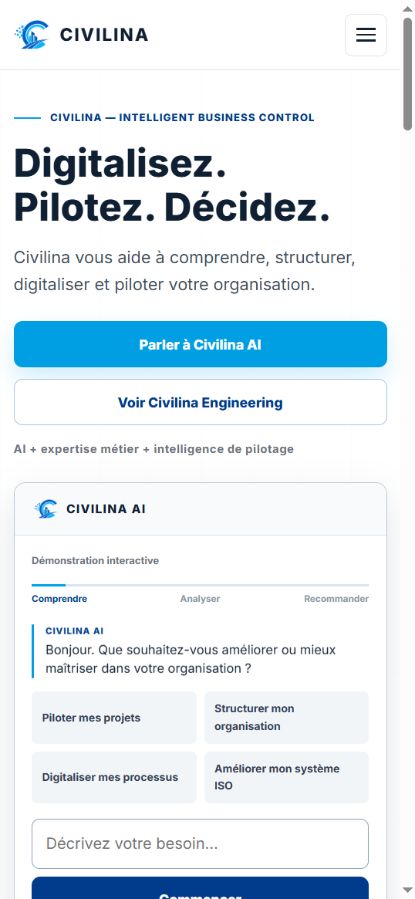 CIVILINA
CIVILINA — INTELLIGENT BUSINESS CONTROL
Digitalisez.
Pilotez. Décidez.
Civilina vous aide à comprendre, structurer,
digitaliser et piloter votre organisation.
Parler à Civilina AI
Voir Civilina Engineering
AI + expertise métier + intelligence de pilotage
CIVILINA AI
Démonstration interactive
Comprendre Analyser Recommander
CIVILINA AI
Bonjour. Que souhaitez-vous améliorer ou mieux
maîtriser dans votre organisation ?
Piloter mes projets
Structurer mon
organisation
Digitaliser mes processus
Améliorer mon système
ISO
Décrivez votre besoin...
Commencer